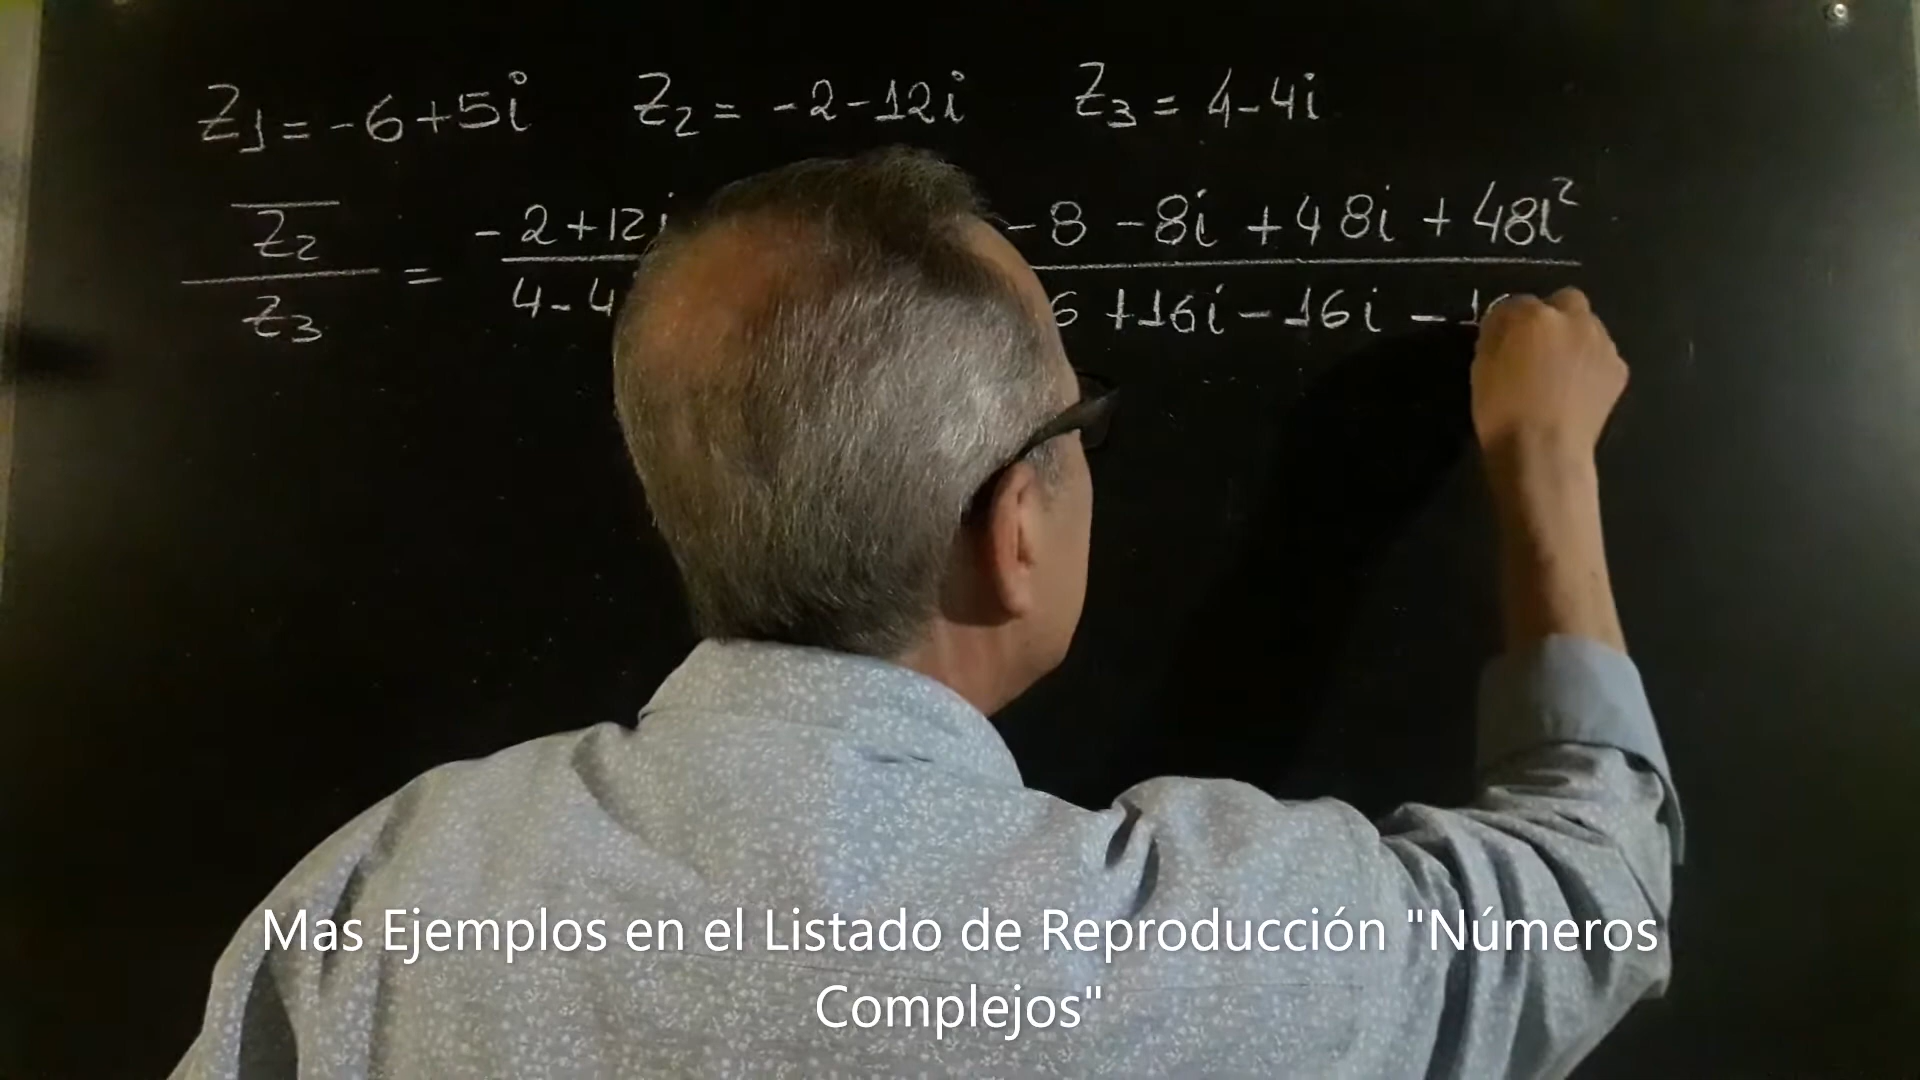 Z1 = -6+5i Z2 = -2-12i Z3 = 4-4i
Z̅2̅ / Z3 = -2+12i / 4-4 -8 -8i +48i +48i² / 6 +16i -16i -
Mas Ejemplos en el Listado de Reproducción "Números
Complejos"